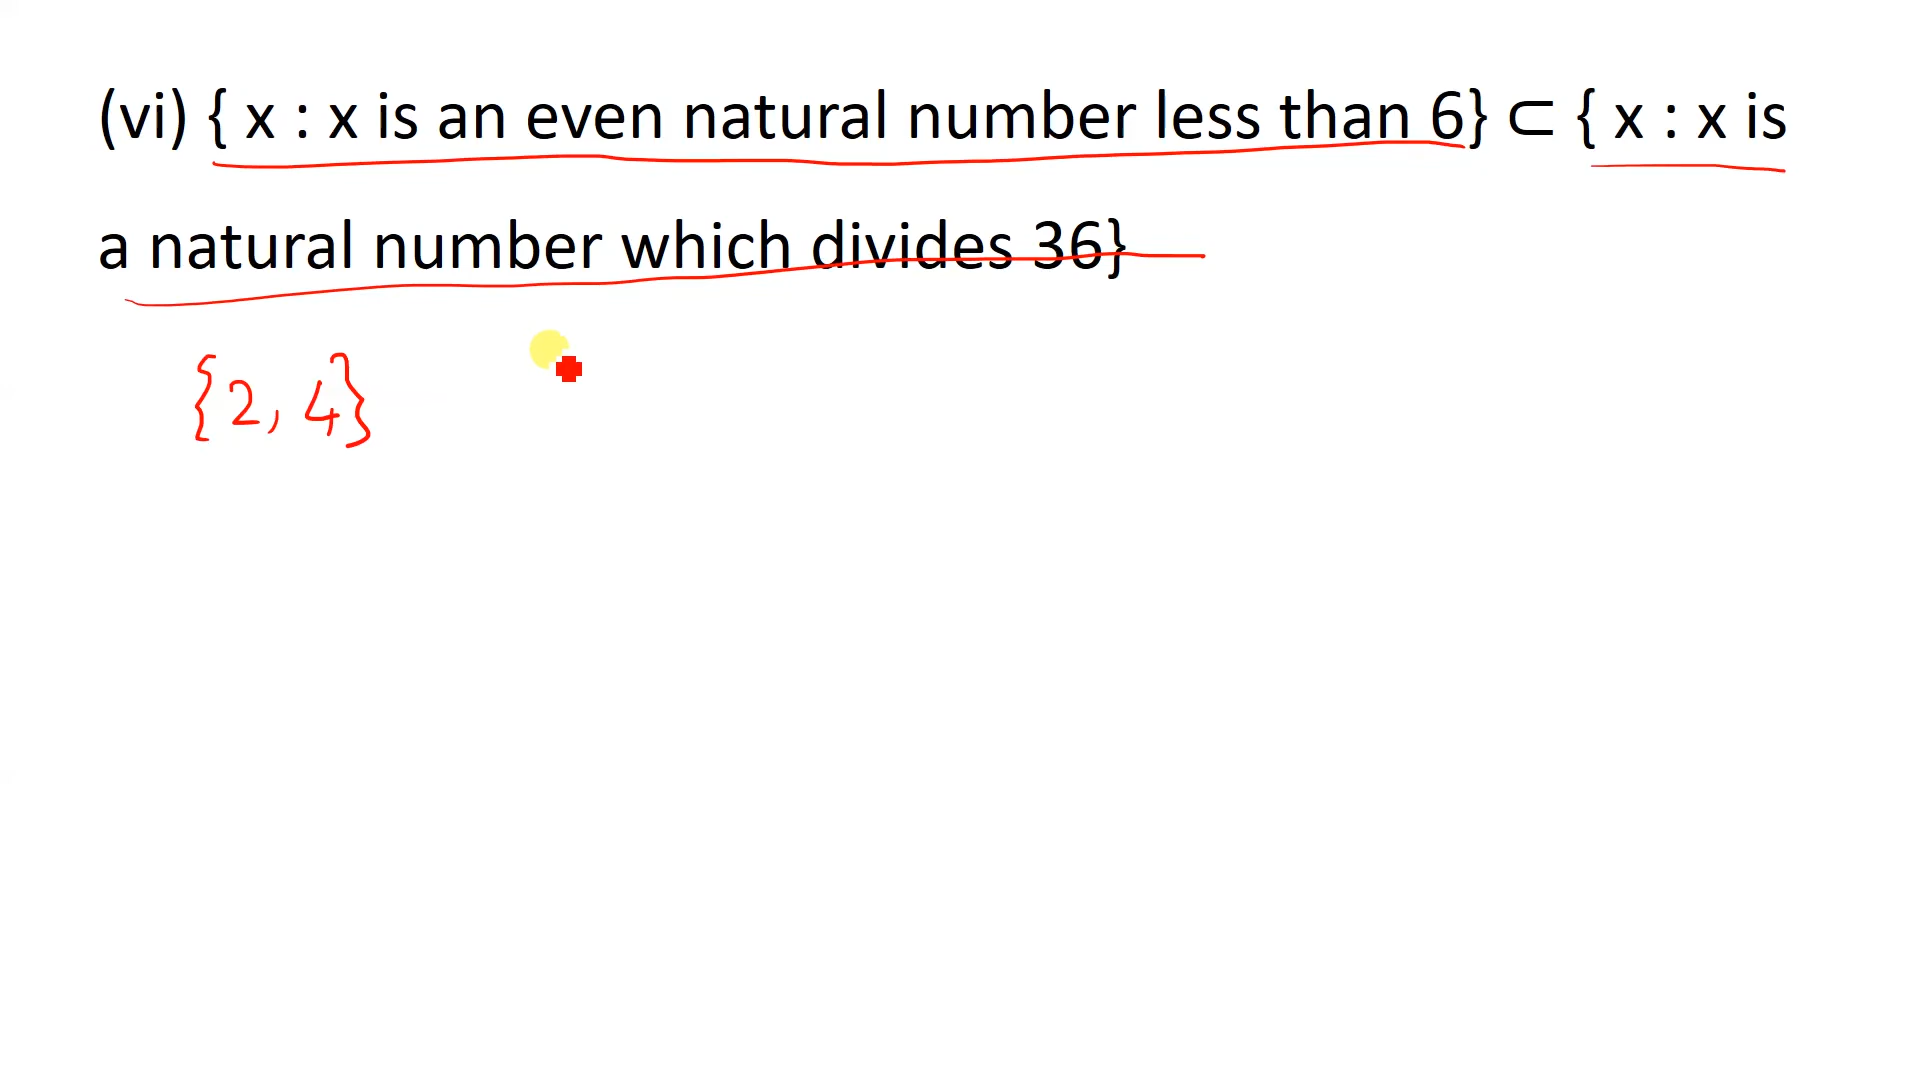 (vi) { x : x is an even natural number less than 6} ⊂ { x : x is
a natural number which divides 36}
{2, 4}